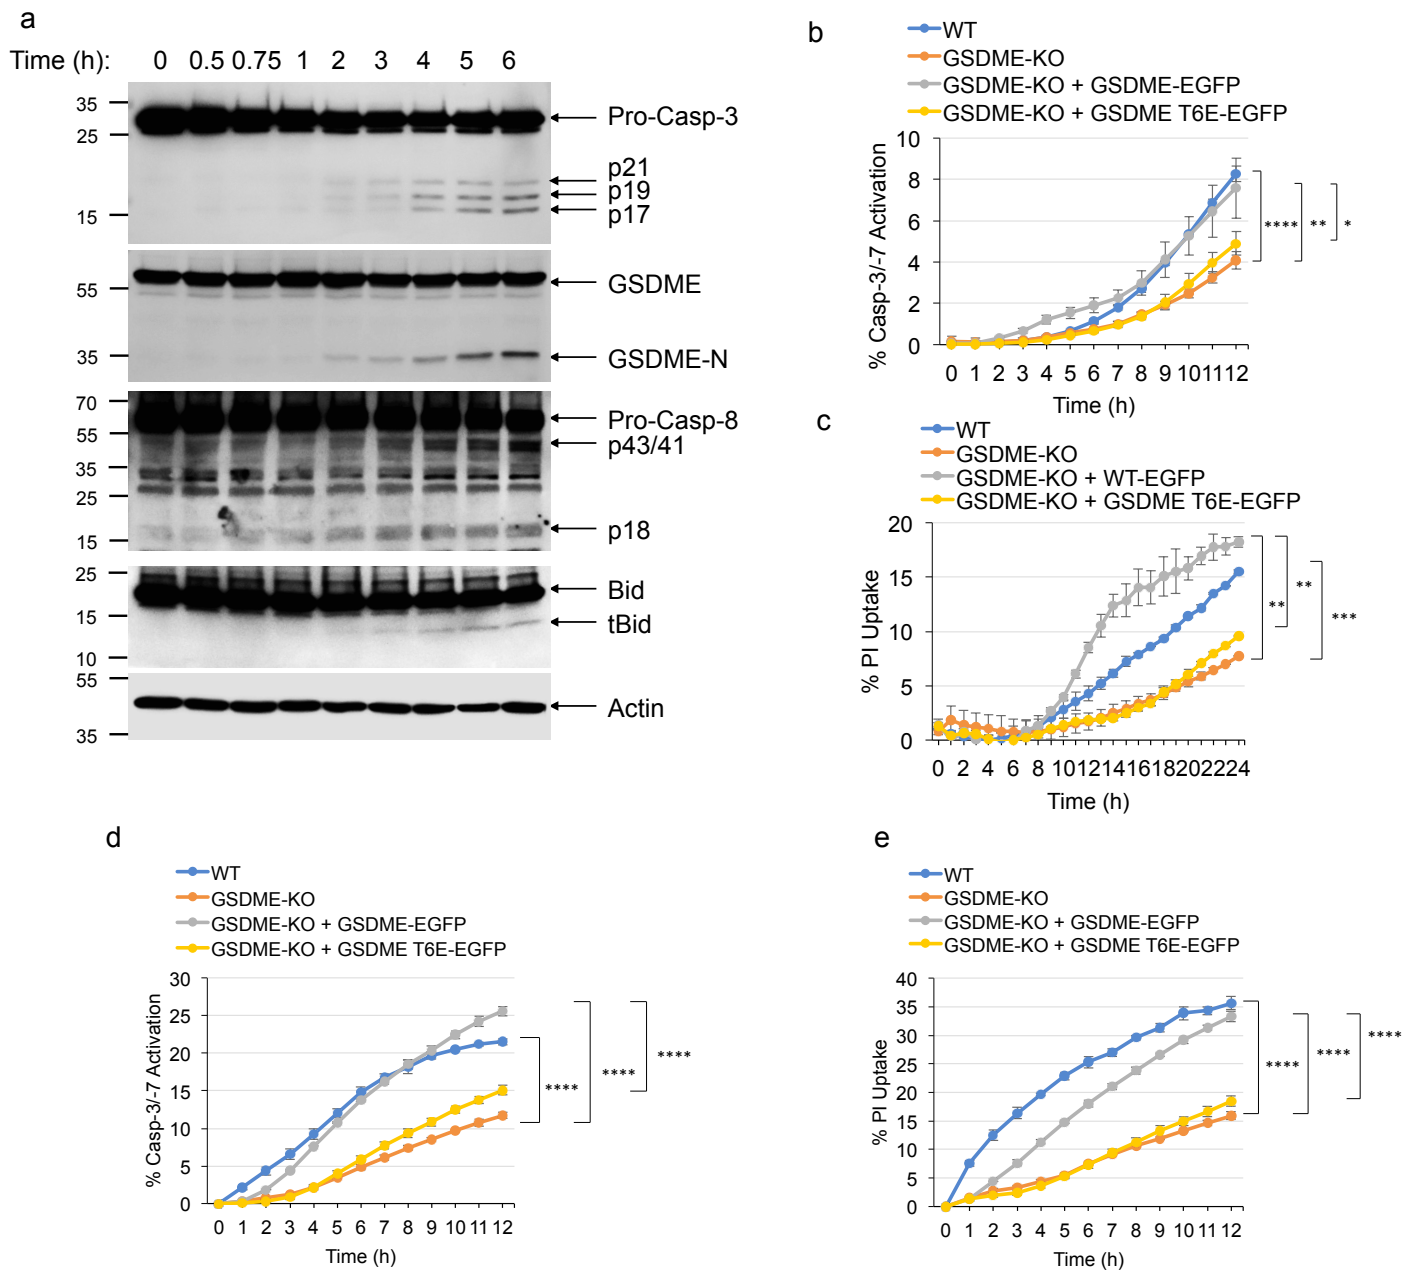 a
Time (h): 0 0.5 0.75 1 2 3 4 5 6
35
25
15
Pro-Casp-3
p21
p19
p17
55
35
GSDME
GSDME-N
70
55
35
25
15
Pro-Casp-8
p43/41
p18
25
15
10
Bid
tBid
55
35
Actin
b
WT
GSDME-KO
GSDME-KO + GSDME-EGFP
GSDME-KO + GSDME T6E-EGFP
% Casp-3/-7 Activation
10
8
6
4
2
0
0 1 2 3 4 5 6 7 8 9 10 11 12
Time (h)
**** ** *
c
WT
GSDME-KO
GSDME-KO + WT-EGFP
GSDME-KO + GSDME T6E-EGFP
% PI Uptake
20
15
10
5
0
0 2 4 6 8 1012141618202224
Time (h)
** ** ***
d
WT
GSDME-KO
GSDME-KO + GSDME-EGFP
GSDME-KO + GSDME T6E-EGFP
% Casp-3/-7 Activation
30
25
20
15
10
5
0
0 1 2 3 4 5 6 7 8 9 10 11 12
Time (h)
**** **** ****
e
WT
GSDME-KO
GSDME-KO + GSDME-EGFP
GSDME-KO + GSDME T6E-EGFP
% PI Uptake
40
35
30
25
20
15
10
5
0
0 1 2 3 4 5 6 7 8 9 10 11 12
Time (h)
**** **** ****